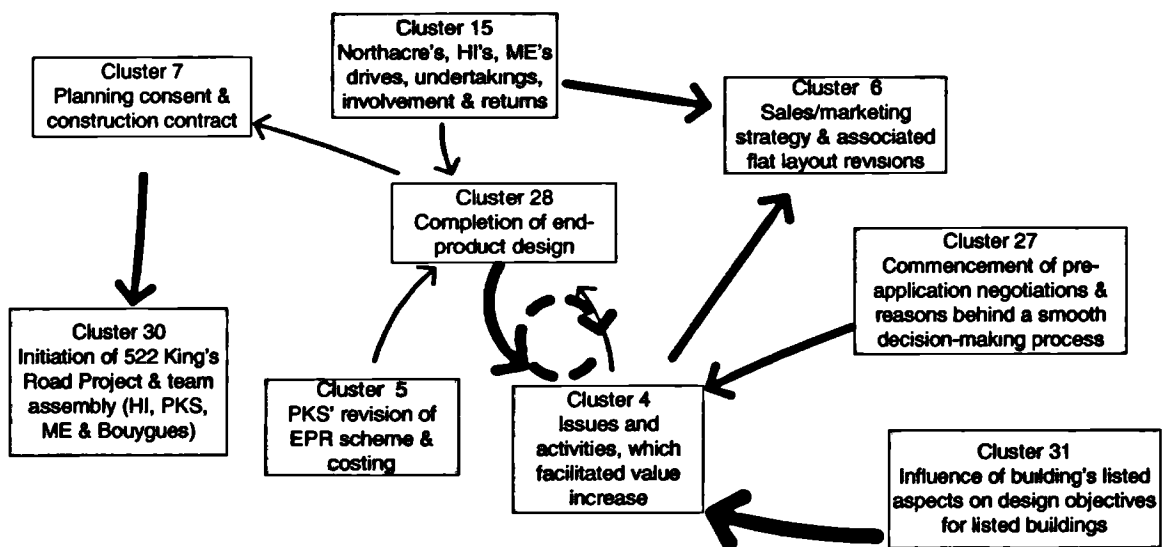 Cluster 15
Northacre's, HI's, ME's
drives, undertakings,
involvement & returns
Cluster 7
Planning consent &
construction contract
Cluster 6
Sales/marketing
strategy & associated
flat layout revisions
Cluster 28
Completion of end-
product design
Cluster 27
Commencement of pre-
application negotiations &
reasons behind a smooth
decision-making process
Cluster 30
Initiation of 522 King's
Road Project & team
assembly (HI, PKS,
ME & Bouygues)
Cluster 5
PKS' revision of
EPR scheme &
costing
Cluster 4
Issues and
activities, which
facilitated value
increase
Cluster 31
Influence of building's listed
aspects on design objectives
for listed buildings